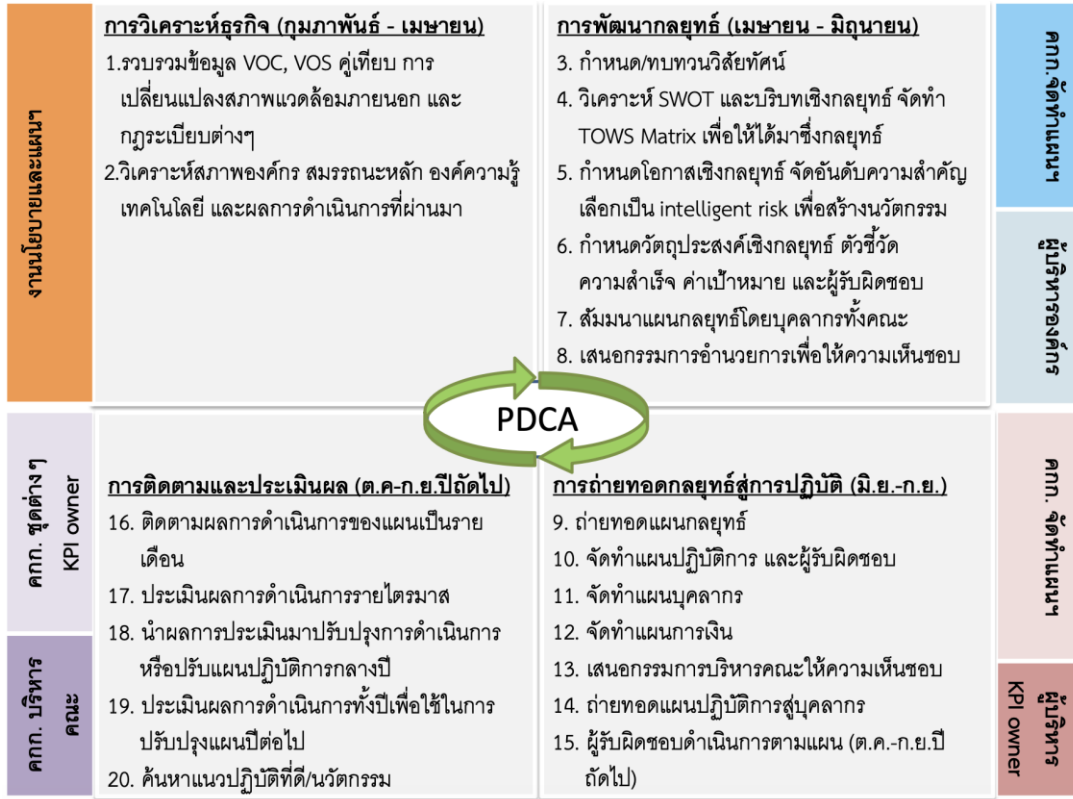 งานนโยบายและแผนฯ
การวิเคราะห์ธุรกิจ (กุมภาพันธ์ - เมษายน)
1.รวบรวมข้อมูล VOC, VOS คู่เทียบ การ
เปลี่ยนแปลงสภาพแวดล้อมภายนอก และ
กฎระเบียบต่างๆ
2.วิเคราะห์สภาพองค์กร สมรรถนะหลัก องค์ความรู้
เทคโนโลยี และผลการดำเนินการที่ผ่านมา
การพัฒนากลยุทธ์ (เมษายน - มิถุนายน)
3. กำหนด/ทบทวนวิสัยทัศน์
4. วิเคราะห์ SWOT และบริบทเชิงกลยุทธ์ จัดทำ
TOWS Matrix เพื่อให้ได้มาซึ่งกลยุทธ์
5. กำหนดโอกาสเชิงกลยุทธ์ จัดอันดับความสำคัญ
เลือกเป็น intelligent risk เพื่อสร้างนวัตกรรม
6. กำหนดวัตถุประสงค์เชิงกลยุทธ์ ตัวชี้วัด
ความสำเร็จ ค่าเป้าหมาย และผู้รับผิดชอบ
7. สัมมนาแผนกลยุทธ์โดยบุคลากรทั้งคณะ
8. เสนอกรรมการอำนวยการเพื่อให้ความเห็นชอบ
คกก.จัดทำแผนฯ
ผู้บริหารองค์กร
PDCA
คกก. ชุดต่างๆ
KPI owner
คกก. บริหาร
คณะ
การติดตามและประเมินผล (ต.ค-ก.ย.ปีถัดไป)
16. ติดตามผลการดำเนินการของแผนเป็นราย
เดือน
17. ประเมินผลการดำเนินการรายไตรมาส
18. นำผลการประเมินมาปรับปรุงการดำเนินการ
หรือปรับแผนปฏิบัติการกลางปี
19. ประเมินผลการดำเนินการทั้งปีเพื่อใช้ในการ
ปรับปรุงแผนปีต่อไป
20. ค้นหาแนวปฏิบัติที่ดี/นวัตกรรม
การถ่ายทอดกลยุทธ์สู่การปฏิบัติ (มิ.ย.-ก.ย.)
9. ถ่ายทอดแผนกลยุทธ์
10. จัดทำแผนปฏิบัติการ และผู้รับผิดชอบ
11. จัดทำแผนบุคลากร
12. จัดทำแผนการเงิน
13. เสนอกรรมการบริหารคณะให้ความเห็นชอบ
14. ถ่ายทอดแผนปฏิบัติการสู่บุคลากร
15. ผู้รับผิดชอบดำเนินการตามแผน (ต.ค.-ก.ย.ปี
ถัดไป)
คกก. จัดทำแผนฯ
ผู้บริหาร
KPI owner